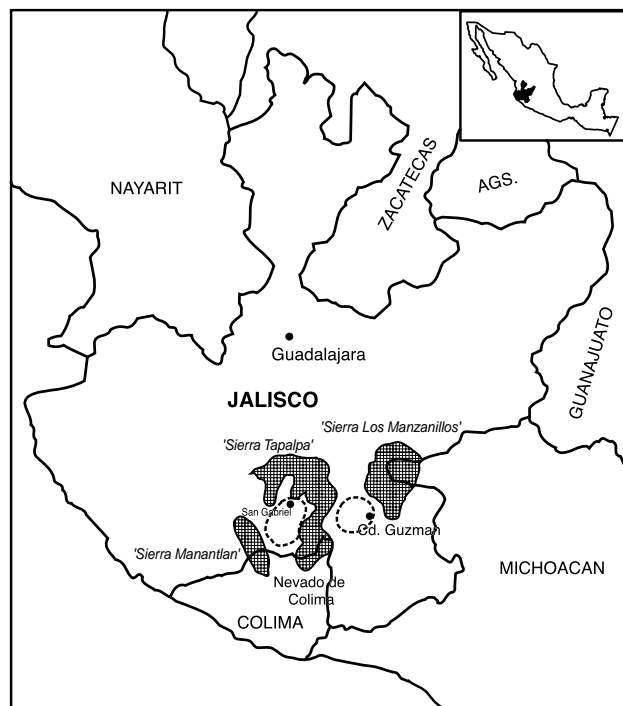 NAYARIT
ZACATECAS
AGS.
GUANAJUATO
Guadalajara
JALISCO
'Sierra Los Manzanillos'
'Sierra Tapalpa'
San Gabriel
Cd. Guzman
'Sierra Manantlan'
Nevado de
Colima
MICHOACAN
COLIMA